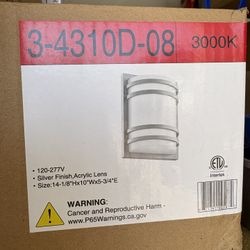 3-4310D-08
3000K
• 120-277V
• Silver Finish,Acrylic Lens
• Size:14-1/8"Hx10"Wx5-3/4"E
ETL
Intertek
WARNING:
Cancer and Reproductive Harm-
www.P65Warnings.ca.gov